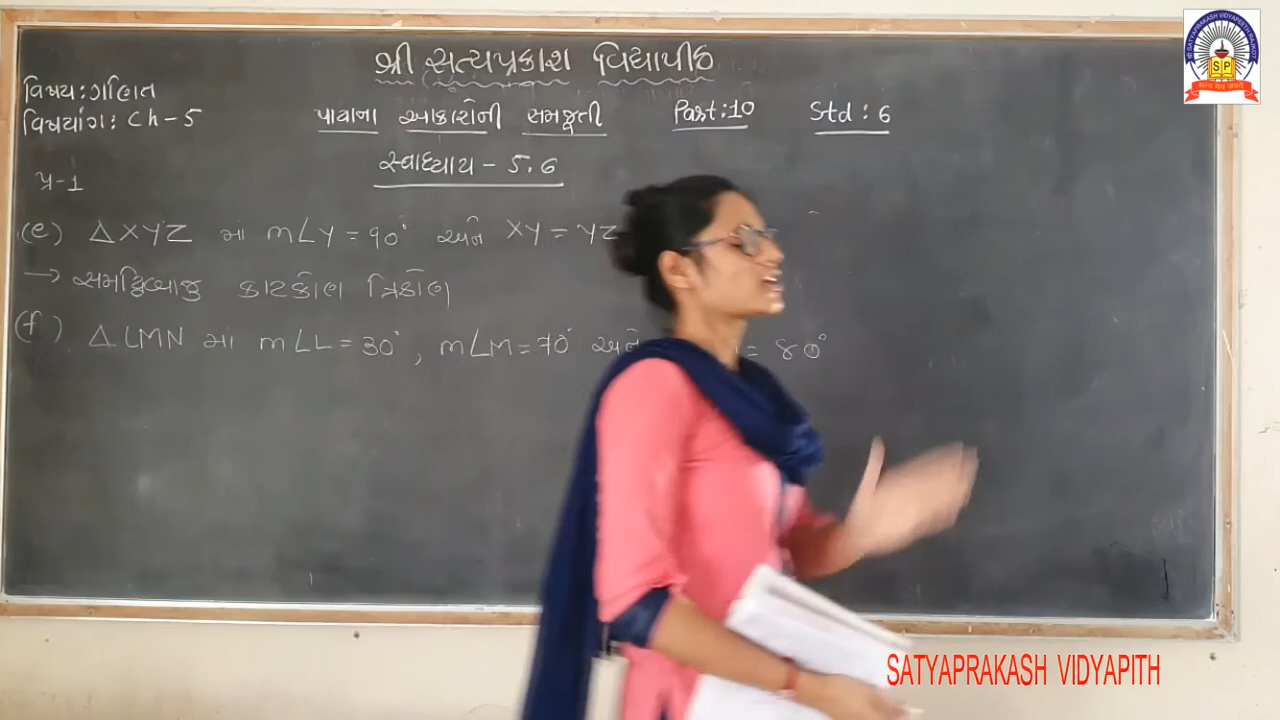 શ્રી સત્યપ્રકાશ વિદ્યાપીઠ
વિષય: ગણિત
વિષયાંગ: Ch - 5
પાયાના આકારોની સમજૂતી Part: 10 Std : 6
સ્વાધ્યાય - 5.6
પ્ર-1
(e) ΔXYZ માં m∠Y = 90° અને XY = YZ
→ સમદ્વિબાજુ કાટકોણ ત્રિકોણ
(f) ΔLMN માં m∠L = 30°, m∠M = 70° અને = 80°
SP
SATYAPRAKASH VIDYAPITH